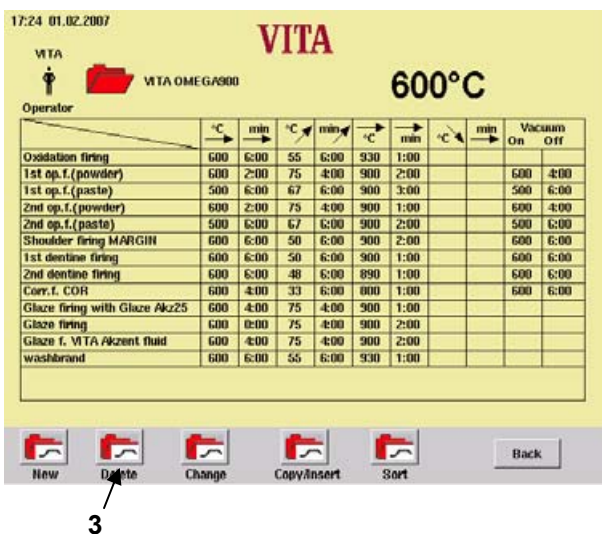 17:24 01.02.2007
VITA
VITA
VITA OMEGA900
600°C
Operator
°C min °C min °C min °C min Vacuum
On Off
Oxidation firing 600 6:00 55 6:00 930 1:00
1st op.f.(powder) 600 2:00 75 4:00 900 2:00 600 4:00
1st op.f.(paste) 500 6:00 67 6:00 900 3:00 500 6:00
2nd op.f.(powder) 600 2:00 75 4:00 900 1:00 600 4:00
2nd op.f.(paste) 500 6:00 67 6:00 900 2:00 500 6:00
Shoulder firing MARGIN 600 6:00 50 6:00 900 2:00 600 6:00
1st dentine firing 600 6:00 50 6:00 900 1:00 600 6:00
2nd dentine firing 600 6:00 48 6:00 890 1:00 600 6:00
Corr.f. COR 600 4:00 33 6:00 800 1:00 600 6:00
Glaze firing with Glaze Akz25 600 4:00 75 4:00 900 1:00
Glaze firing 600 0:00 75 4:00 900 2:00
Glaze f. VITA Akzent fluid 600 4:00 75 4:00 900 2:00
washbrand 600 6:00 55 6:00 930 1:00
New Delete Change Copy/Insert Sort Back
3